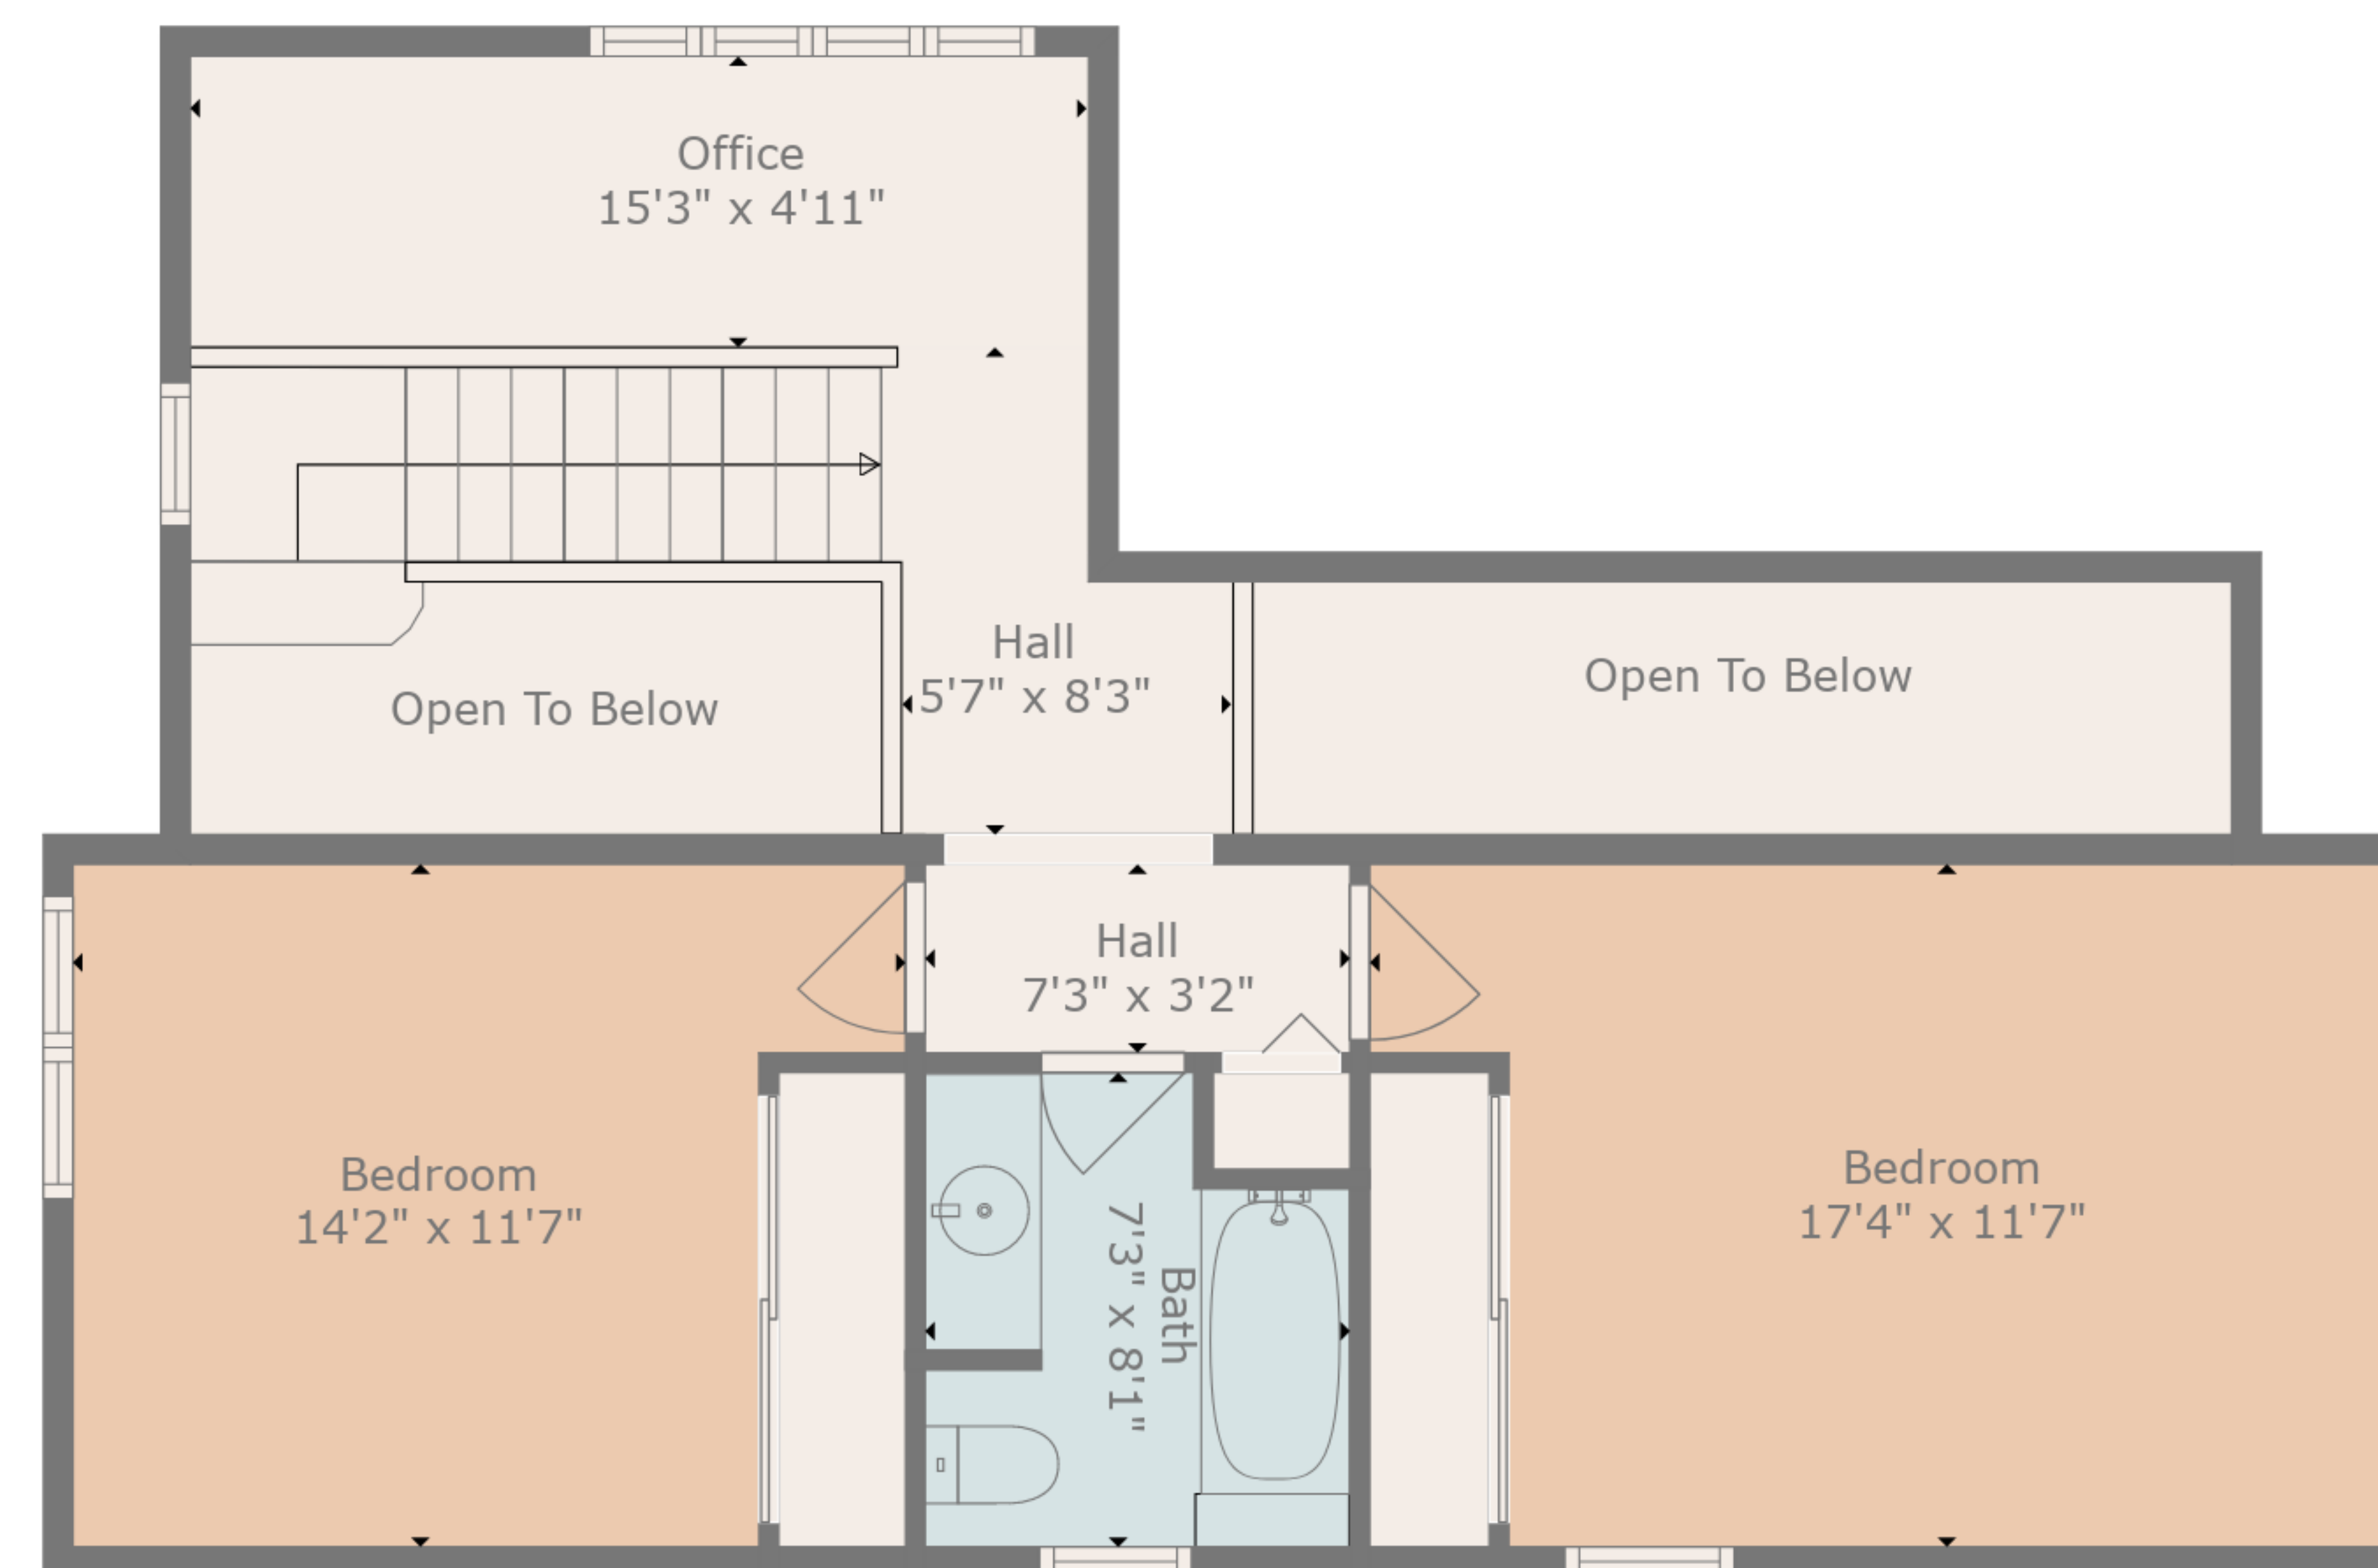 Office
15'3" x 4'11"
Hall
5'7" x 8'3"
Open To Below
Open To Below
Hall
7'3" x 3'2"
Bedroom
14'2" x 11'7"
Bath
7'3" x 8'1"
Bedroom
17'4" x 11'7"